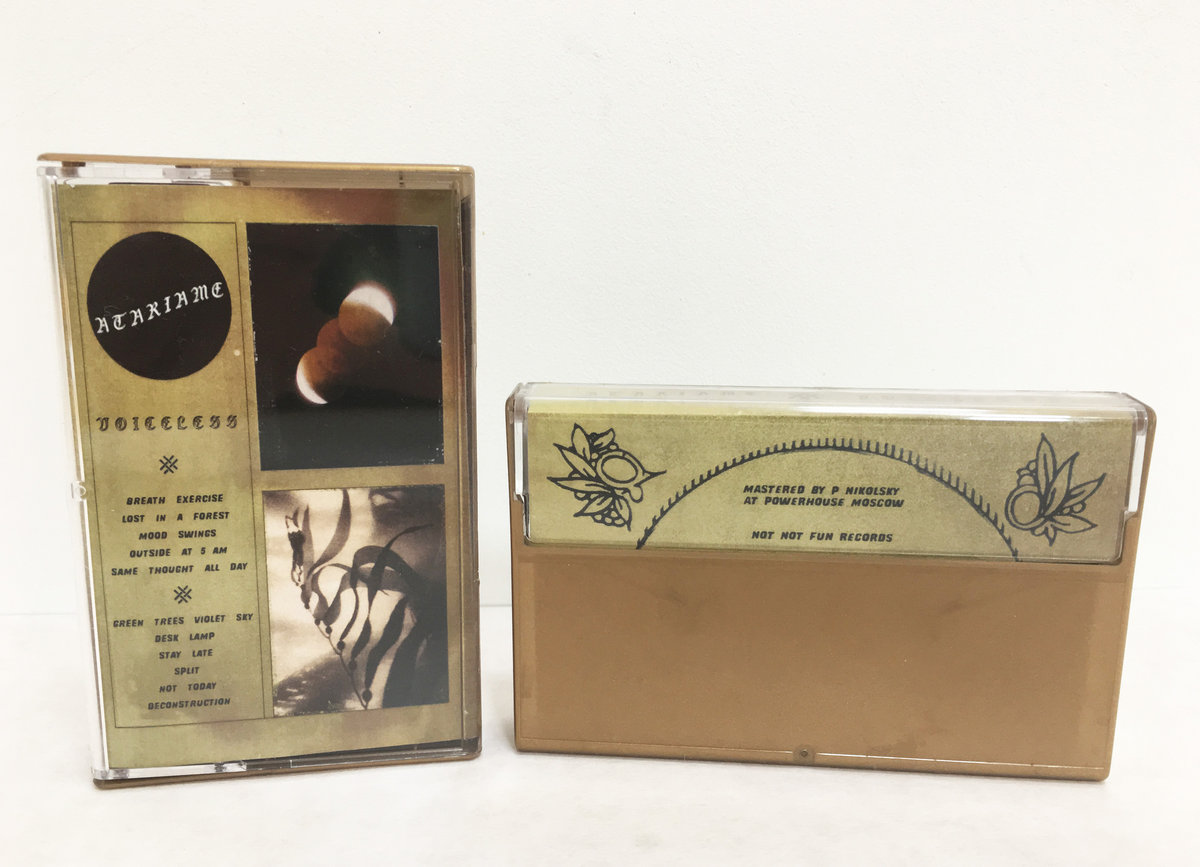 ATARIAME
VOICELESS
BREATH EXERCISE
LOST IN A FOREST
MOOD SWINGS
OUTSIDE AT 5 AM
SAME THOUGHT ALL DAY
GREEN TREES VIOLET SKY
DESK LAMP
STAY LATE
SPLIT
NOT TODAY
DECONSTRUCTION
MASTERED BY P NIKOLSKY
AT POWERHOUSE MOSCOW
NOT NOT FUN RECORDS